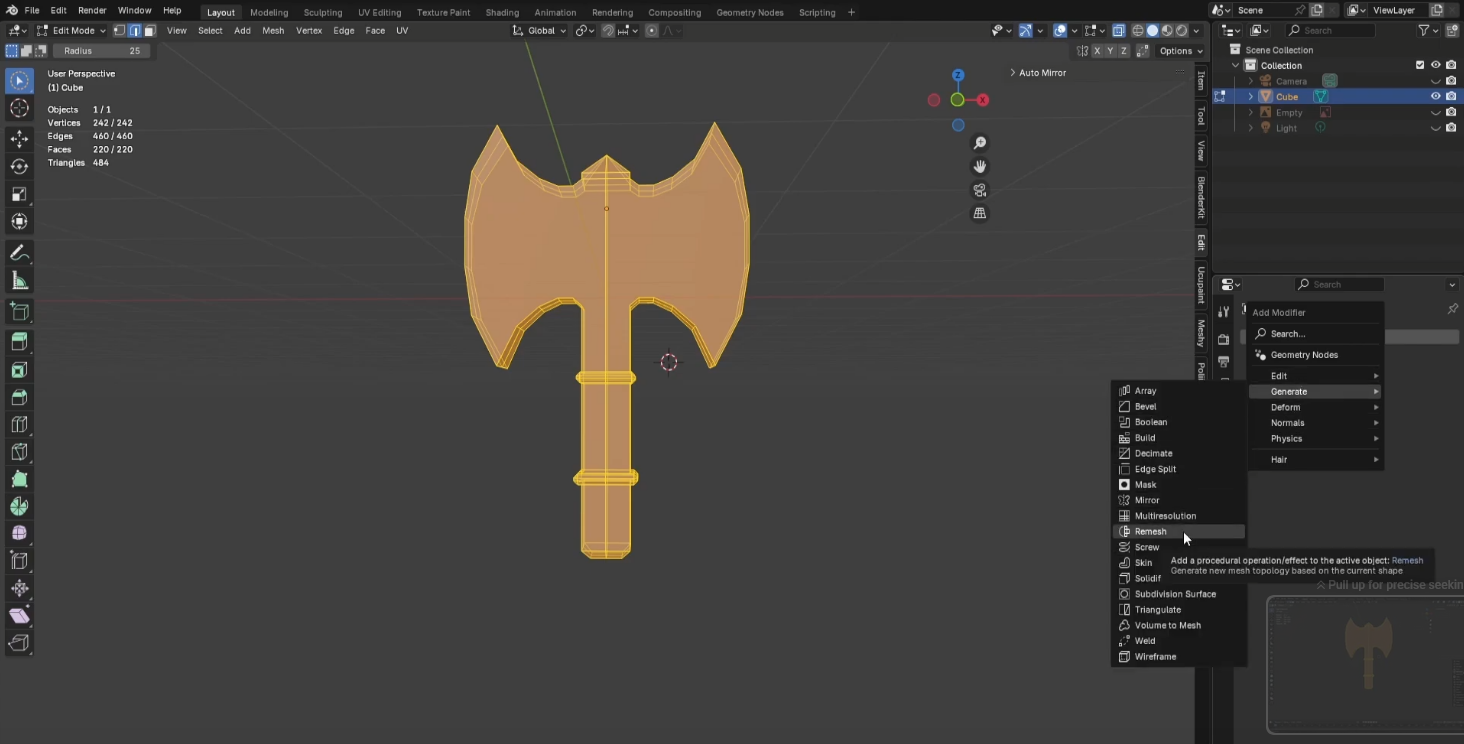 File Edit Render Window Help Layout Modeling Sculpting UV Editing Texture Paint Shading Animation Rendering Compositing Geometry Nodes Scripting + Scene ViewLayer
Edit Mode View Select Add Mesh Vertex Edge Face UV Global Search
Radius 25 X Y Z Options
Scene Collection
Collection
Camera
Cube
Empty
Light
User Perspective
(1) Cube
Objects 1 / 1
Vertices 242 / 242
Edges 460 / 460
Faces 220 / 220
Triangles 484
Auto Mirror
Z
X
Item
Tool
View
BlenderKit
Edit
Ucupaint
Meshy
Search
Add Modifier
Search...
Geometry Nodes
Edit
Generate
Deform
Normals
Physics
Hair
Array
Bevel
Boolean
Build
Decimate
Edge Split
Mask
Mirror
Multiresolution
Remesh
Screw
Skin
Solidif
Subdivision Surface
Triangulate
Volume to Mesh
Weld
Wireframe
Add a procedural operation/effect to the active object: Remesh
Generate new mesh topology based on the current shape
Pull up for precise seekin